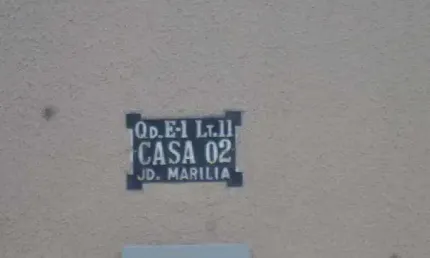 QD. E-1 LT. 11
CASA 02
JD. MARILIA